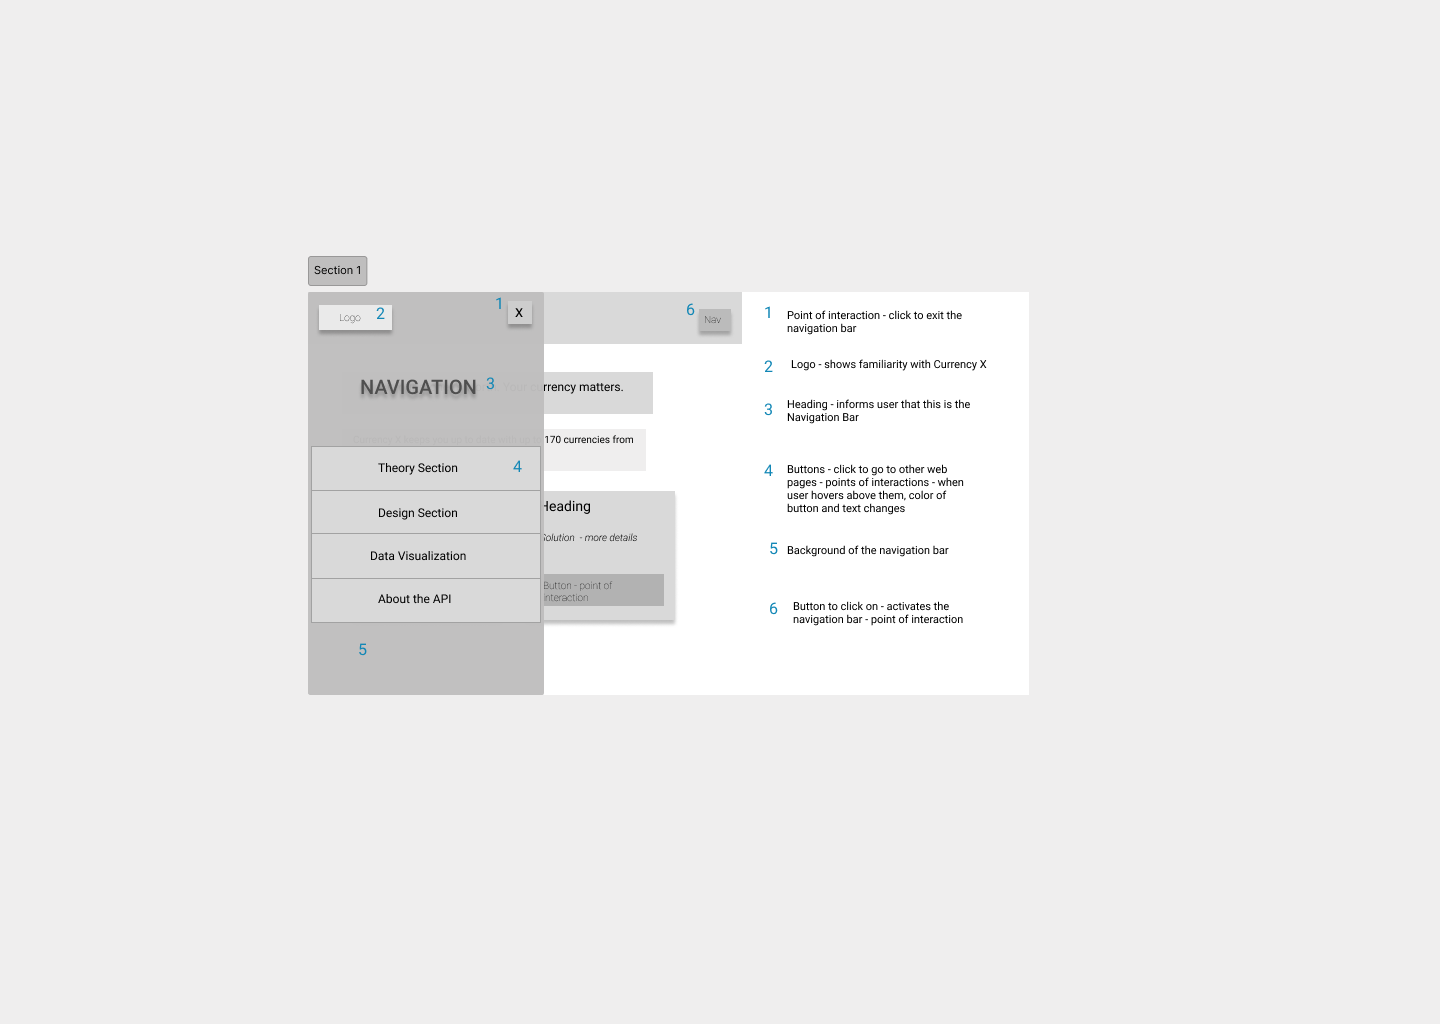 Section 1
Logo
2
1
X
6
Nav
NAVIGATION
3
Your currency matters.
170 currencies from
Theory Section
4
Design Section
Data Visualization
About the API
5
Heading
Solution - more details
Button - point of
interaction
1
Point of interaction - click to exit the
navigation bar
2
Logo - shows familiarity with Currency X
3
Heading - informs user that this is the
Navigation Bar
4
Buttons - click to go to other web
pages - points of interactions - when
user hovers above them, color of
button and text changes
5
Background of the navigation bar
6
Button to click on - activates the
navigation bar - point of interaction